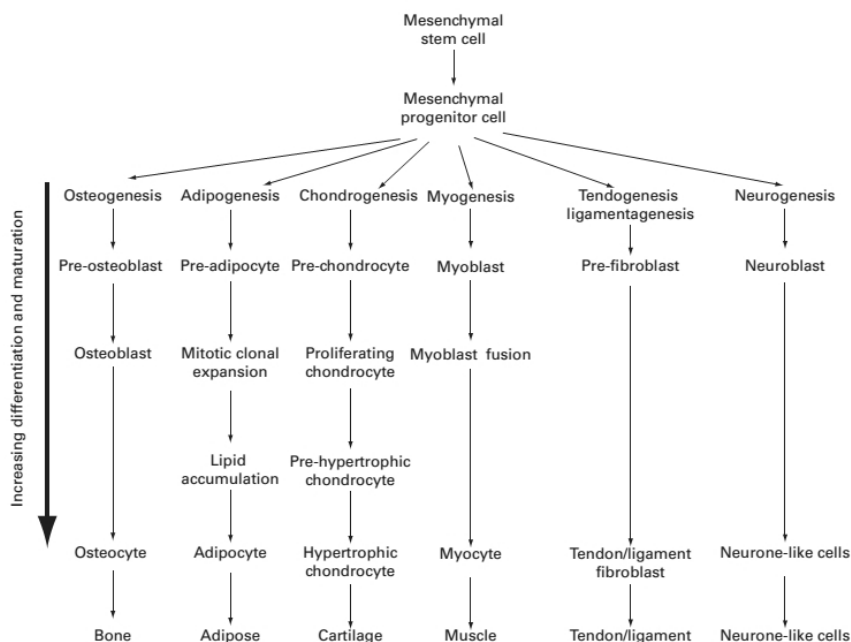 Mesenchymal
stem cell
Mesenchymal
progenitor cell
Increasing differentiation and maturation
Osteogenesis
Adipogenesis
Chondrogenesis
Myogenesis
Tendogenesis
ligamentagenesis
Neurogenesis
Pre-osteoblast
Pre-adipocyte
Pre-chondrocyte
Myoblast
Pre-fibroblast
Neuroblast
Osteoblast
Mitotic clonal
expansion
Proliferating
chondrocyte
Myoblast fusion
Lipid
accumulation
Pre-hypertrophic
chondrocyte
Osteocyte
Adipocyte
Hypertrophic
chondrocyte
Myocyte
Tendon/ligament
fibroblast
Neurone-like cells
Bone
Adipose
Cartilage
Muscle
Tendon/ligament
Neurone-like cells